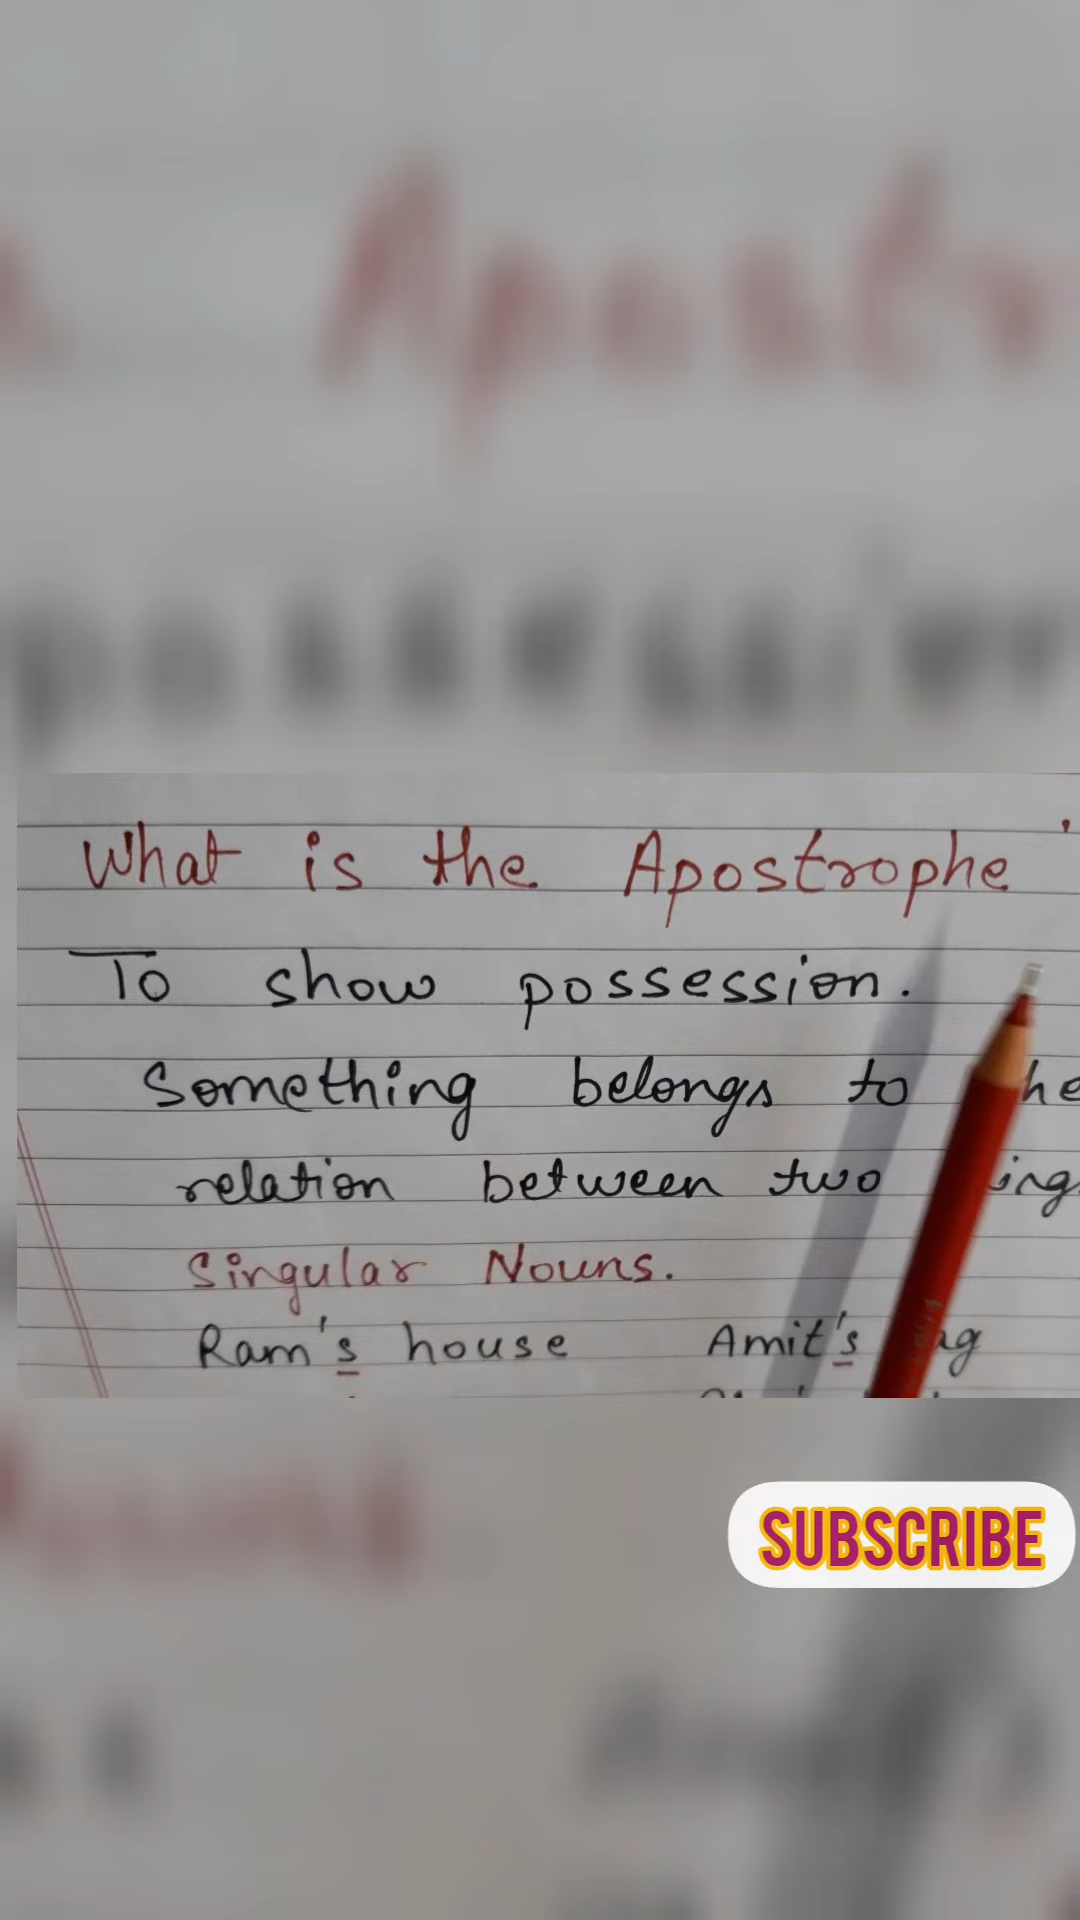 What is the Apostrophe '
To show possession.
Something belongs to
relation between two
Singular Nouns.
Ram's house Amit's
SUBSCRIBE